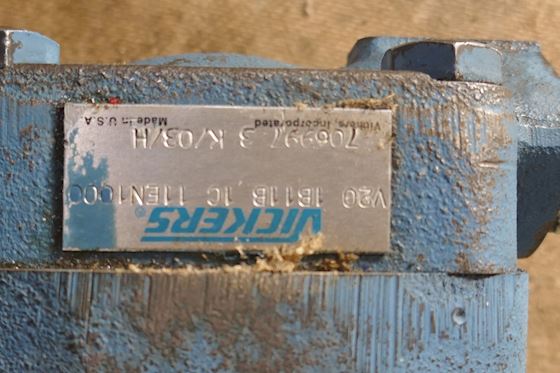 VICKERS®
V20 1B11B 1C 11EN1000
706997 3 K/03/H
Vickers, Incorporated
Made in U.S.A.